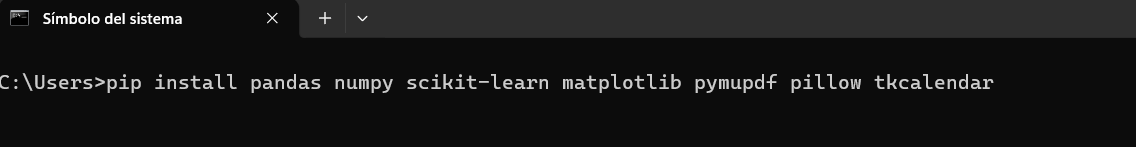 Símbolo del sistema
C:\Users>pip install pandas numpy scikit-learn matplotlib pymupdf pillow tkcalendar